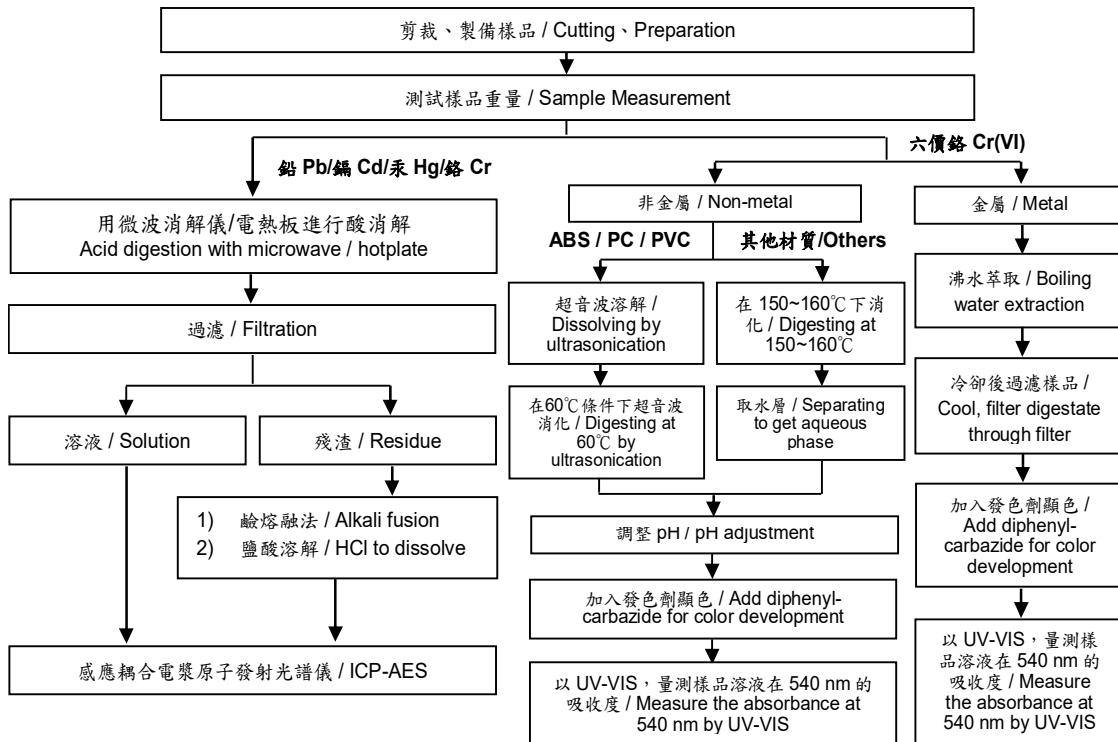 剪裁、製備樣品 / Cutting、Preparation
測試樣品重量 / Sample Measurement
六價鉻 Cr(VI)
鉛 Pb/鎘 Cd/汞 Hg/鉻 Cr
用微波消解儀/電熱板進行酸消解
Acid digestion with microwave / hotplate
過濾 / Filtration
溶液 / Solution
殘渣 / Residue
1) 鹼熔融法 / Alkali fusion
2) 鹽酸溶解 / HCl to dissolve
感應耦合電漿原子發射光譜儀 / ICP-AES
非金屬 / Non-metal
ABS / PC / PVC
其他材質/Others
超音波溶解 /
Dissolving by
ultrasonication
在 150~160℃下消
化 / Digesting at
150~160℃
在60℃條件下超音波
消化 / Digesting at
60℃ by
ultrasonication
取水層 / Separating
to get aqueous
phase
調整 pH / pH adjustment
加入發色劑顯色 / Add diphenyl-
carbazide for color development
以 UV-VIS，量測樣品溶液在 540 nm 的
吸收度 / Measure the absorbance at
540 nm by UV-VIS
金屬 / Metal
沸水萃取 / Boiling
water extraction
冷卻後過濾樣品 /
Cool, filter digestate
through filter
加入發色劑顯色 /
Add diphenyl-
carbazide for color
development
以 UV-VIS，量測樣
品溶液在 540 nm 的
吸收度 / Measure
the absorbance at
540 nm by UV-VIS